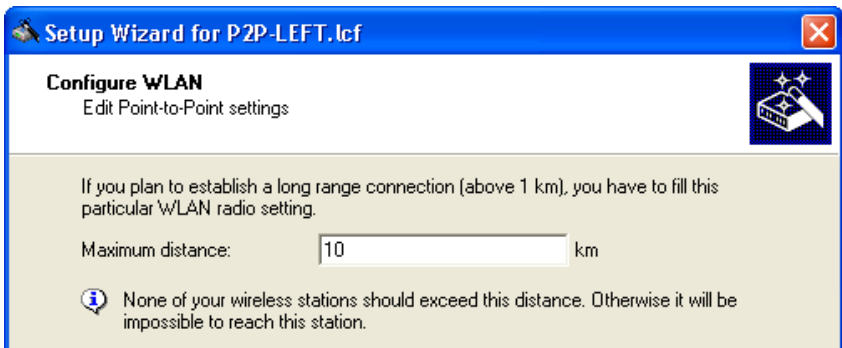 Setup Wizard for P2P-LEFT.lcf
Configure WLAN
Edit Point-to-Point settings
If you plan to establish a long range connection (above 1 km), you have to fill this
particular WLAN radio setting.
Maximum distance: 10 km
None of your wireless stations should exceed this distance. Otherwise it will be
impossible to reach this station.